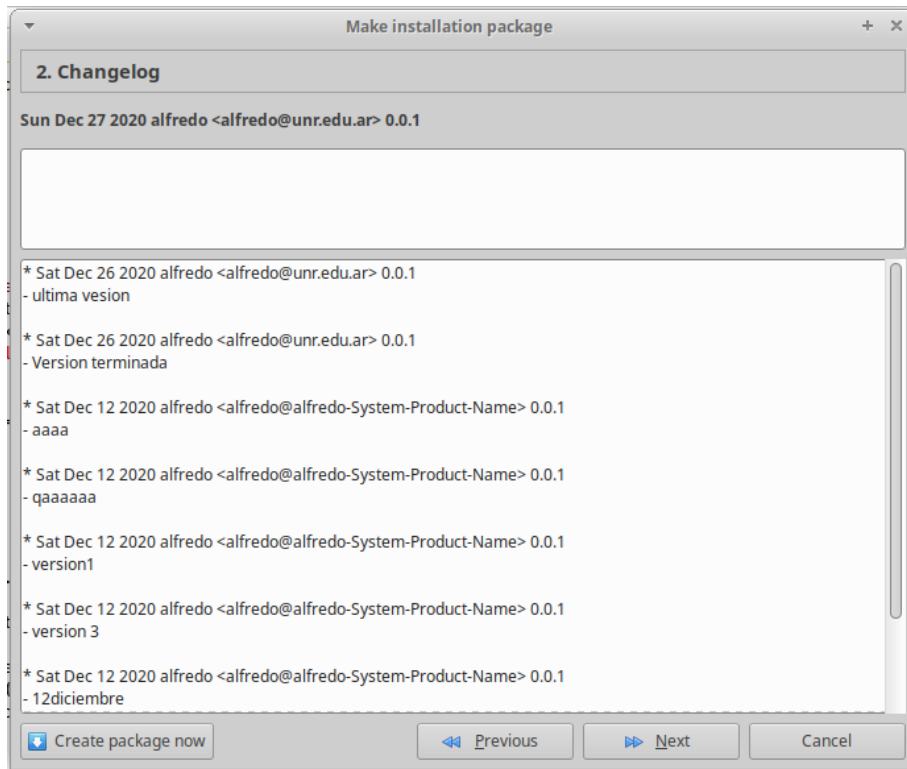 Make installation package
2. Changelog
Sun Dec 27 2020 alfredo <alfredo@unr.edu.ar> 0.0.1
* Sat Dec 26 2020 alfredo <alfredo@unr.edu.ar> 0.0.1
- ultima vesion
* Sat Dec 26 2020 alfredo <alfredo@unr.edu.ar> 0.0.1
- Version terminada
* Sat Dec 12 2020 alfredo <alfredo@alfredo-System-Product-Name> 0.0.1
- aaaa
* Sat Dec 12 2020 alfredo <alfredo@alfredo-System-Product-Name> 0.0.1
- qaaaaaa
* Sat Dec 12 2020 alfredo <alfredo@alfredo-System-Product-Name> 0.0.1
- version1
* Sat Dec 12 2020 alfredo <alfredo@alfredo-System-Product-Name> 0.0.1
- version 3
* Sat Dec 12 2020 alfredo <alfredo@alfredo-System-Product-Name> 0.0.1
- 12diciembre
Create package now
Previous
Next
Cancel